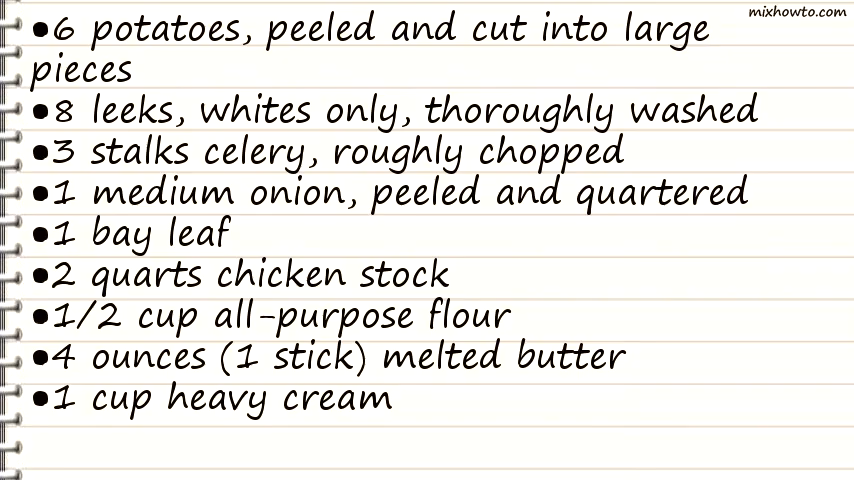 mixhowto.com
•6 potatoes, peeled and cut into large
pieces
•8 leeks, whites only, thoroughly washed
•3 stalks celery, roughly chopped
•1 medium onion, peeled and quartered
•1 bay leaf
•2 quarts chicken stock
•1/2 cup all-purpose flour
•4 ounces (1 stick) melted butter
•1 cup heavy cream